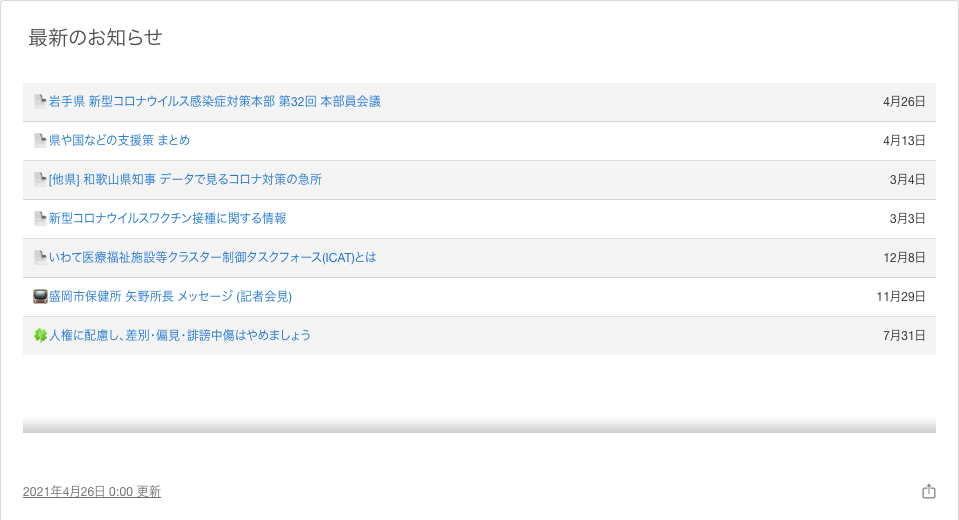 最新のお知らせ
岩手県 新型コロナウイルス感染症対策本部 第32回 本部員会議 4月26日
県や国などの支援策 まとめ 4月13日
[他県] 和歌山県知事 データで見るコロナ対策の急所 3月4日
新型コロナウイルスワクチン接種に関する情報 3月3日
いわて医療福祉施設等クラスター制御タスクフォース(ICAT)とは 12月8日
盛岡市保健所 矢野所長 メッセージ (記者会見) 11月29日
人権に配慮し、差別・偏見・誹謗中傷はやめましょう 7月31日
2021年4月26日 0:00 更新